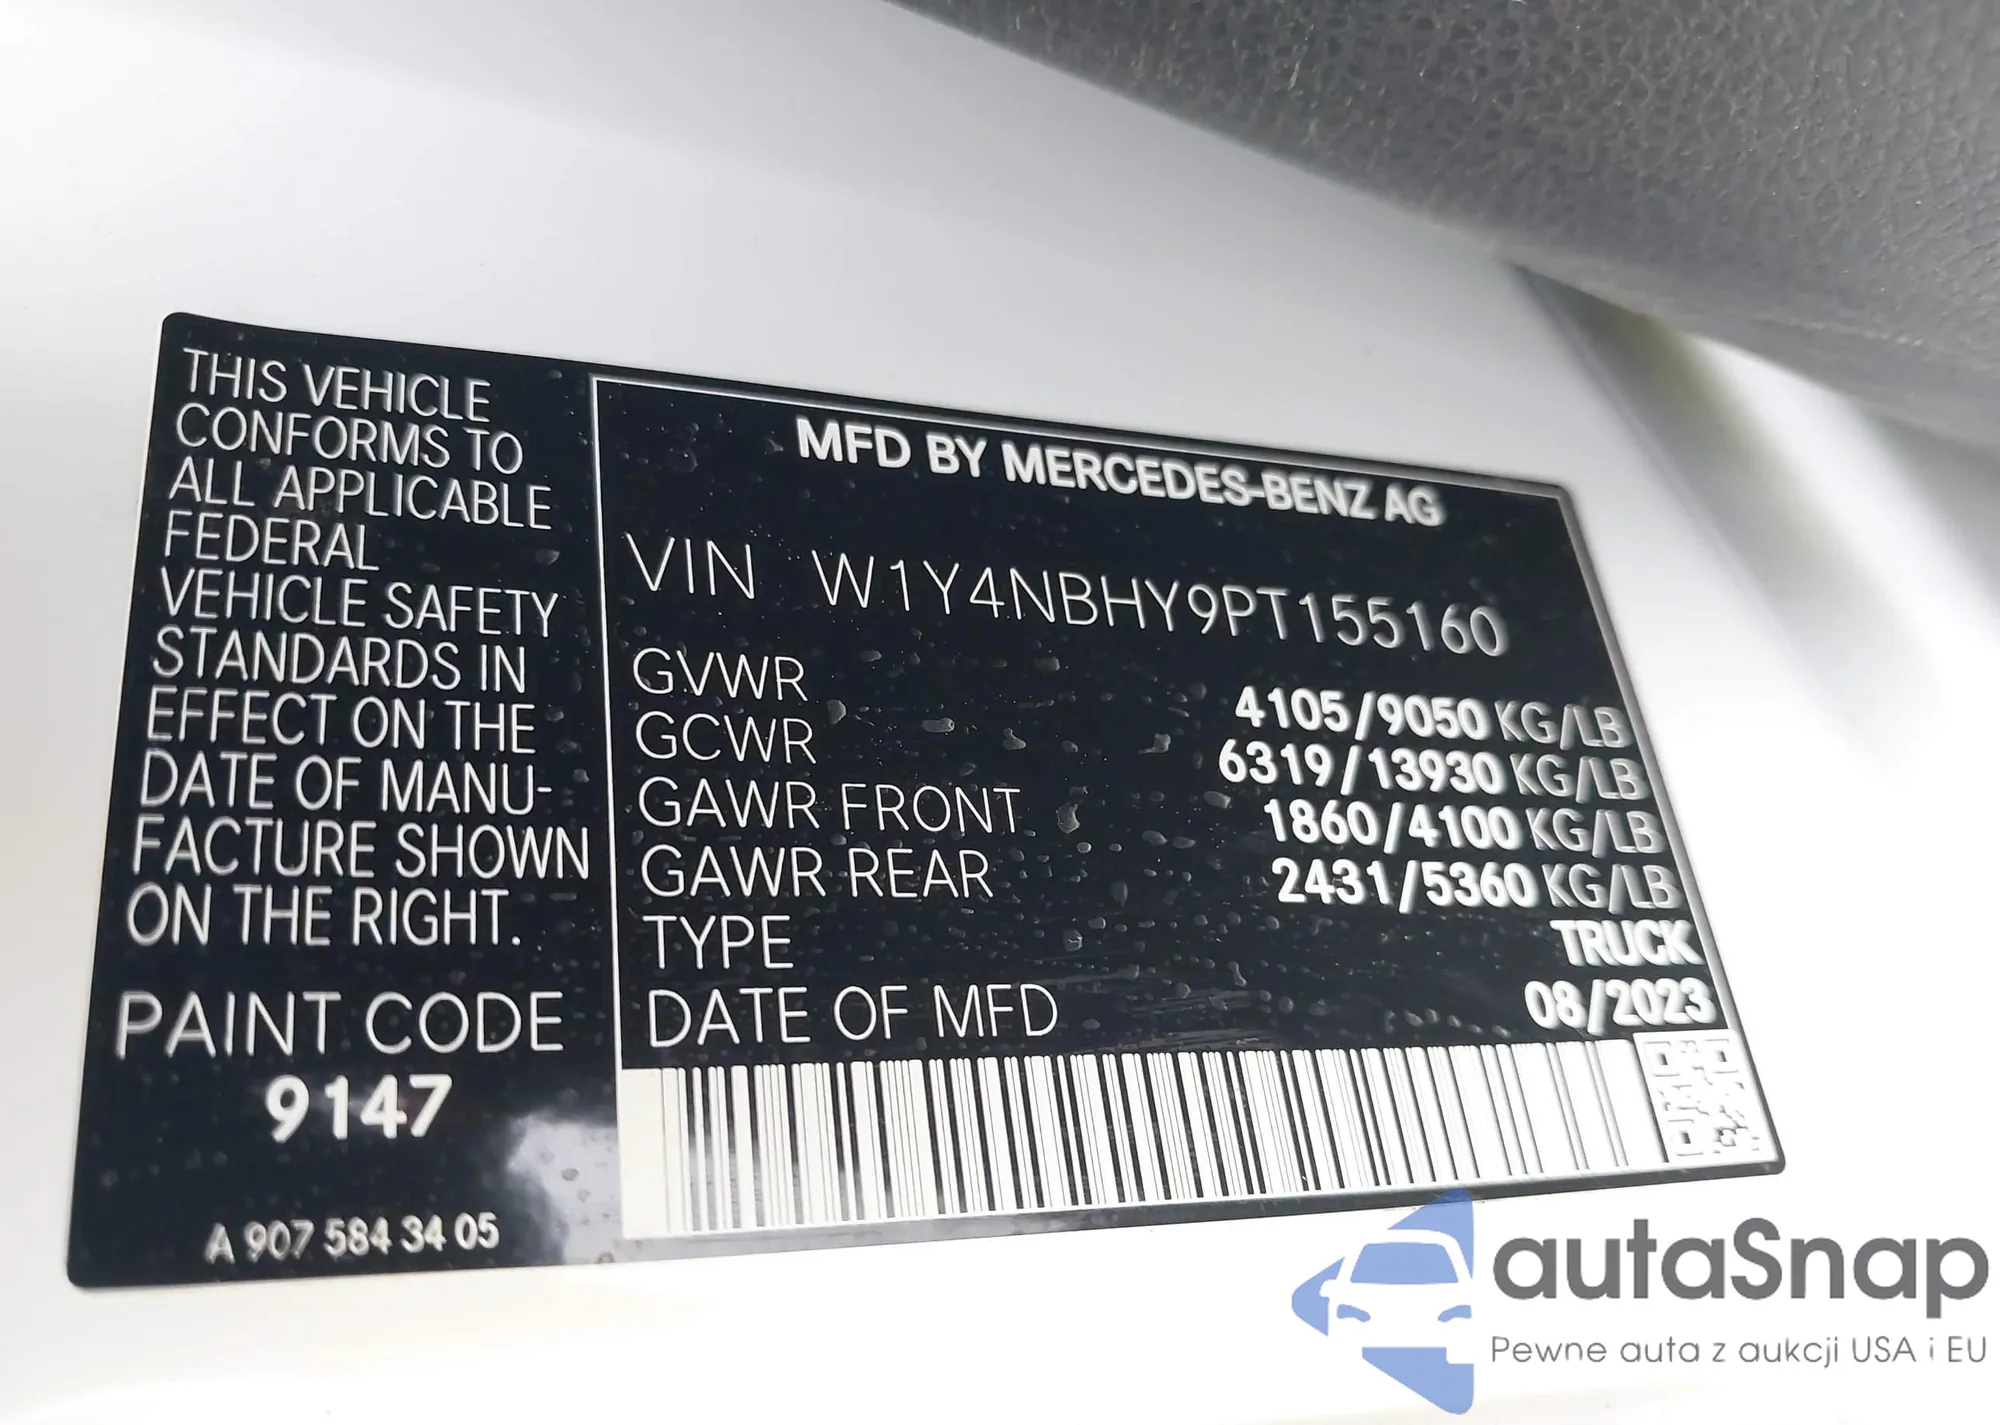 THIS VEHICLE
CONFORMS TO
ALL APPLICABLE
FEDERAL
VEHICLE SAFETY
STANDARDS IN
EFFECT ON THE
DATE OF MANU-
FACTURE SHOWN
ON THE RIGHT.
PAINT CODE
9147
A 907 584 34 05
MFD BY MERCEDES-BENZ AG
VIN W1Y4NBHY9PT155160
GVWR 4105/9050 KG/LB
GCWR 6319/13930 KG/LB
GAWR FRONT 1860/4100 KG/LB
GAWR REAR 2431/5360 KG/LB
TYPE TRUCK
DATE OF MFD 08/2023
autaSnap
Pewne auta z aukcji USA i EU